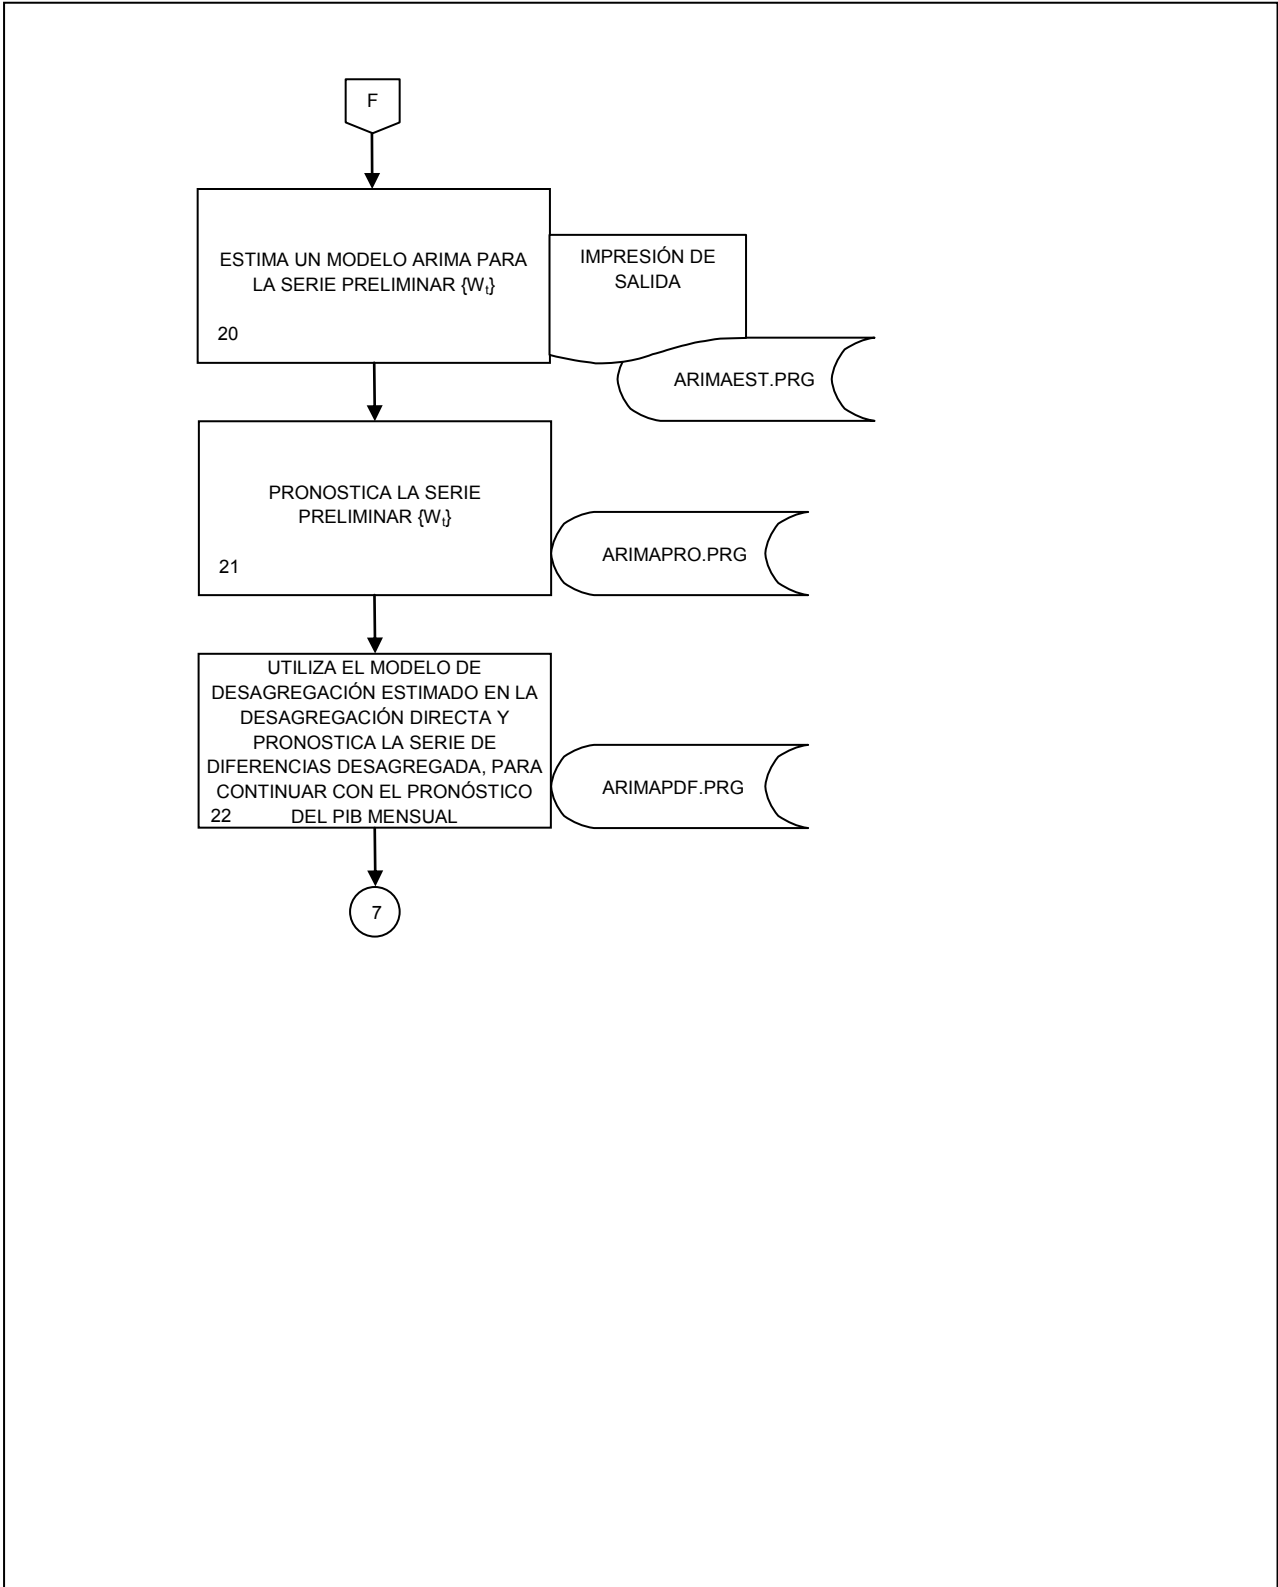 F
ESTIMA UN MODELO ARIMA PARA
LA SERIE PRELIMINAR {Wt}
20
IMPRESIÓN DE
SALIDA
ARIMAEST.PRG
PRONOSTICA LA SERIE
PRELIMINAR {Wt}
21
ARIMAPRO.PRG
UTILIZA EL MODELO DE
DESAGREGACIÓN ESTIMADO EN LA
DESAGREGACIÓN DIRECTA Y
PRONOSTICA LA SERIE DE
DIFERENCIAS DESAGREGADA, PARA
CONTINUAR CON EL PRONÓSTICO
DEL PIB MENSUAL
22
ARIMAPDF.PRG
7